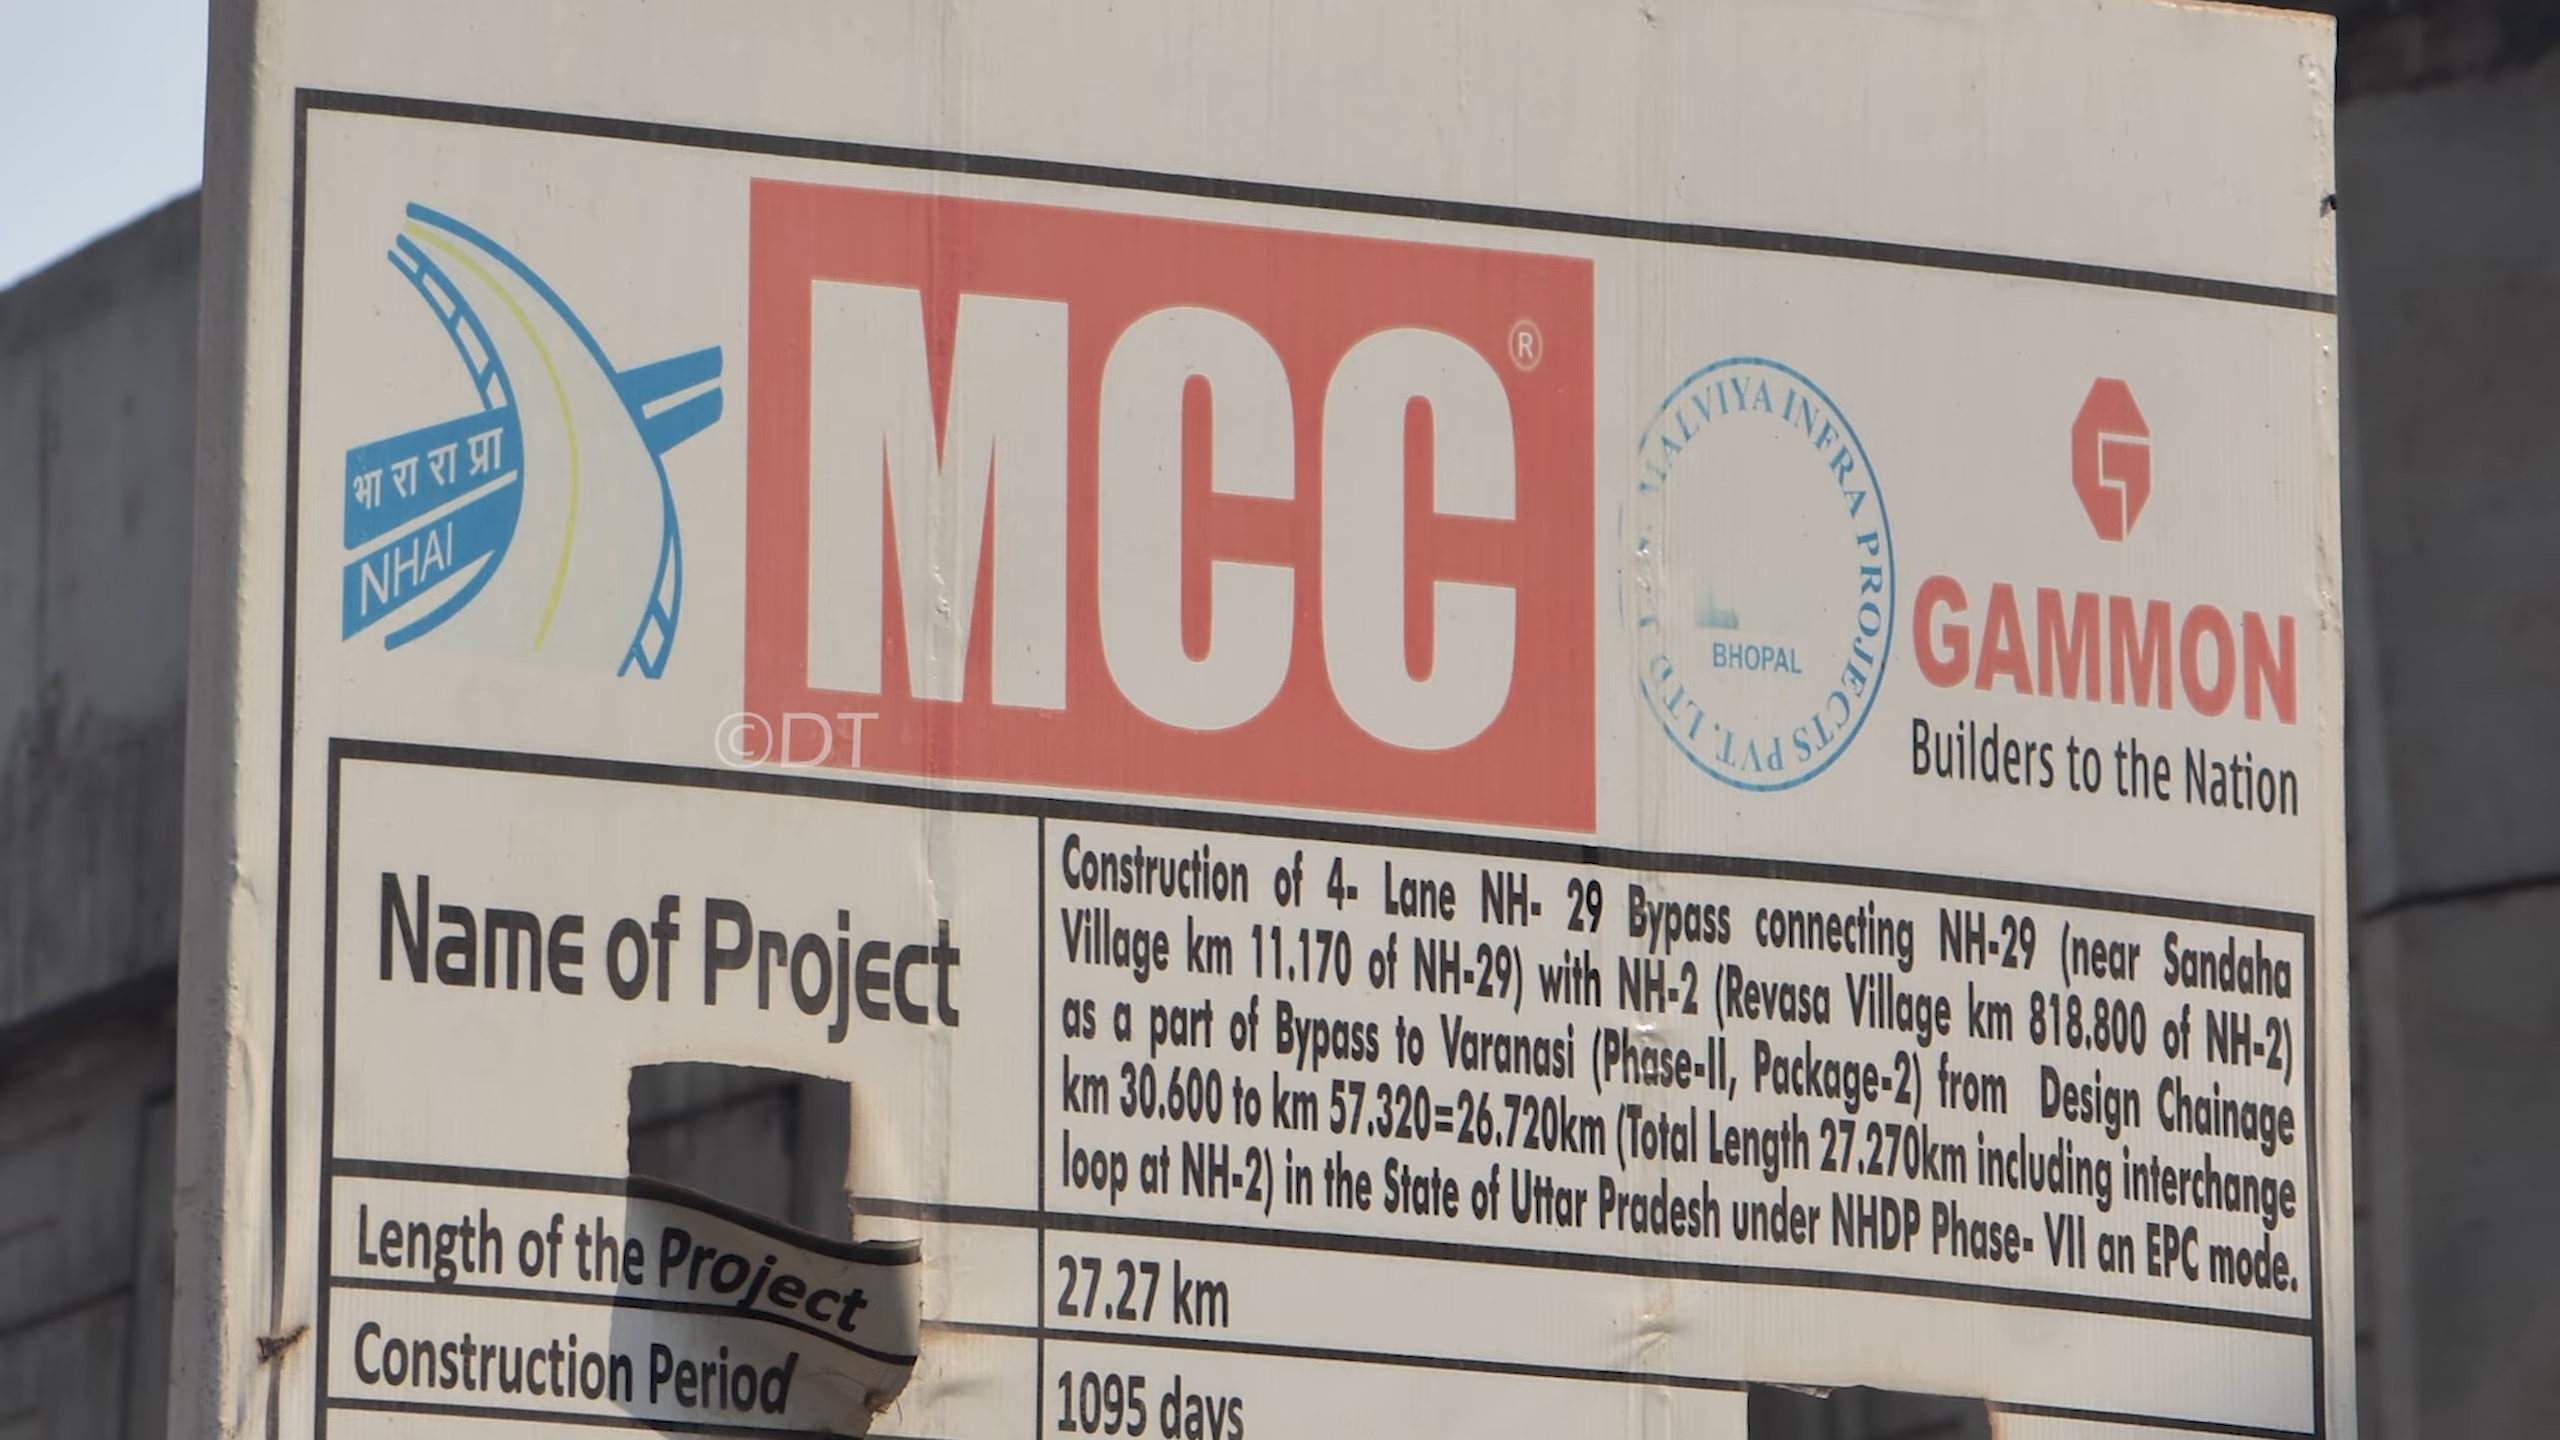 भा रा रा प्रा
NHAI
MCC®
MALVIYA INFRA PROJECTS PVT. LTD
BHOPAL
GAMMON
Builders to the Nation
©DT
Name of Project
Construction of 4- Lane NH- 29 Bypass connecting NH-29 (near Sandaha
Village km 11.170 of NH-29) with NH-2 (Revasa Village km 818.800 of NH-2)
as a part of Bypass to Varanasi (Phase-II, Package-2) from Design Chainage
km 30.600 to km 57.320=26.720km (Total Length 27.270km including interchange
loop at NH-2) in the State of Uttar Pradesh under NHDP Phase- VII an EPC mode.
Length of the Project
27.27 km
Construction Period
1095 days